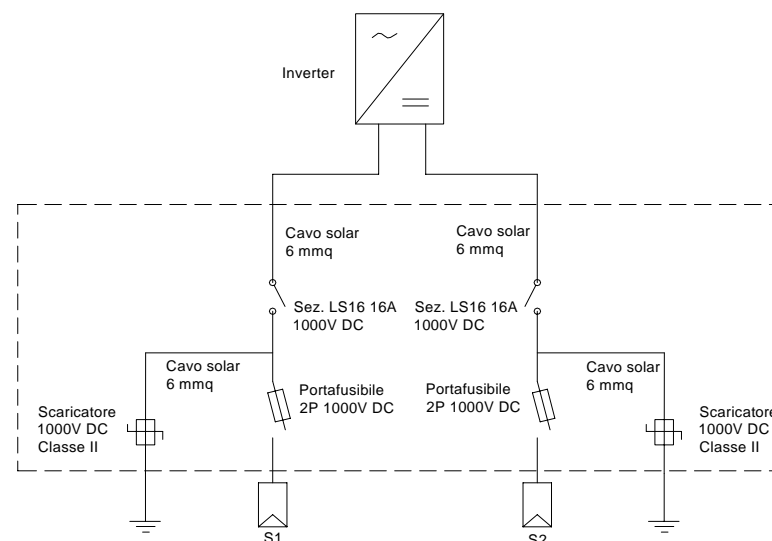 Inverter
Cavo solar
6 mmq
Cavo solar
6 mmq
Sez. LS16 16A
1000V DC
Sez. LS16 16A
1000V DC
Cavo solar
6 mmq
Cavo solar
6 mmq
Portafusibile
2P 1000V DC
Portafusibile
2P 1000V DC
Scaricatore
1000V DC
Classe II
Scaricatore
1000V DC
Classe II
S1
S2